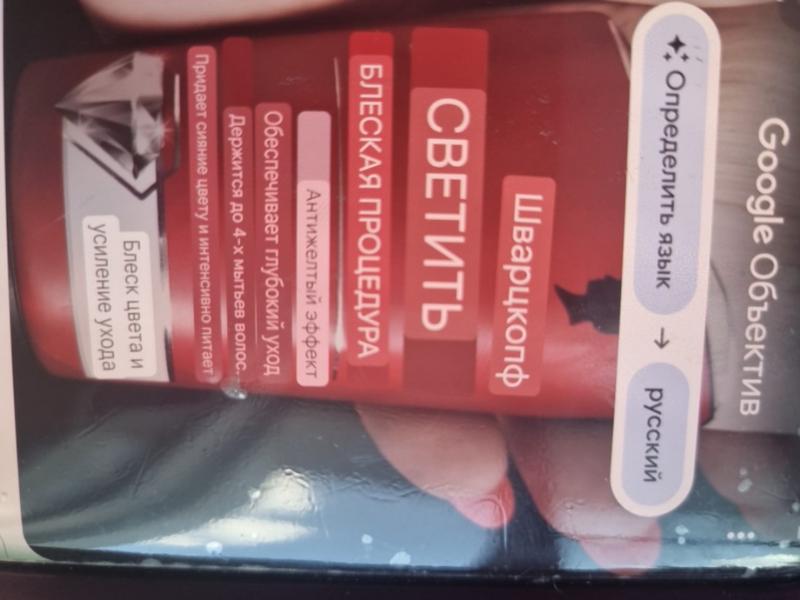 Google Объектив
Определить язык → русский
Шварцкопф
СВЕТИТЬ
БЛЕСКАЯ ПРОЦЕДУРА
Антижелтый эффект
Обеспечивает глубокий уход
Держится до 4-х мытьев волос.
Придает сияние цвету и интенсивно питает
Блеск цвета и
усиление ухода